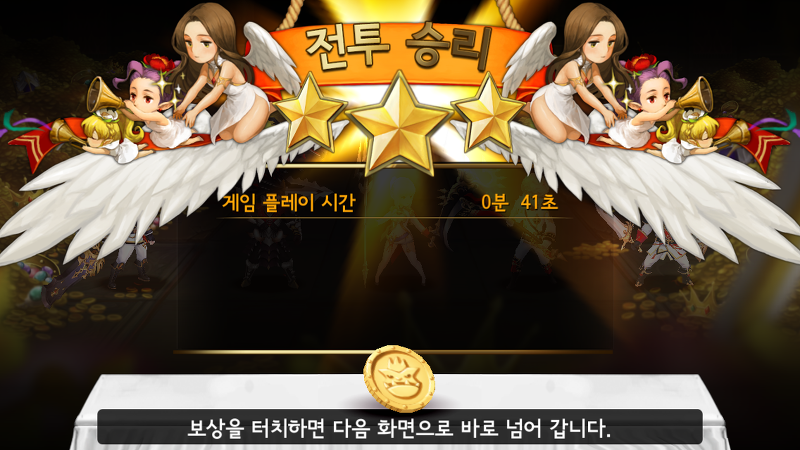 전투 승리
게임 플레이 시간 0분 41초
보상을 터치하면 다음 화면으로 바로 넘어 갑니다.